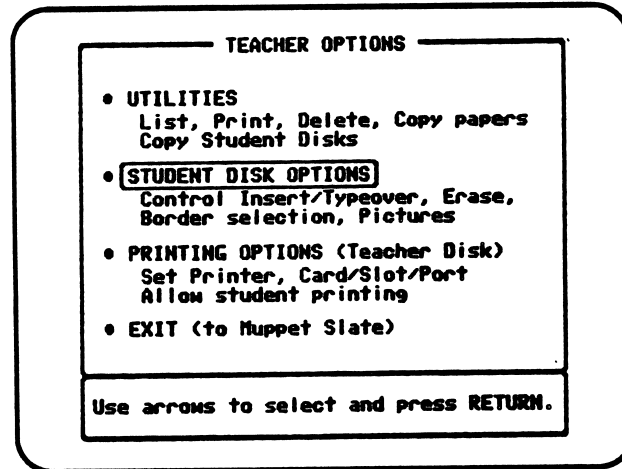 TEACHER OPTIONS
• UTILITIES
List, Print, Delete, Copy papers
Copy Student Disks
• STUDENT DISK OPTIONS
Control Insert/Typeover, Erase,
Border selection, Pictures
• PRINTING OPTIONS (Teacher Disk)
Set Printer, Card/Slot/Port
Allow student printing
• EXIT (to Muppet Slate)
Use arrows to select and press RETURN.